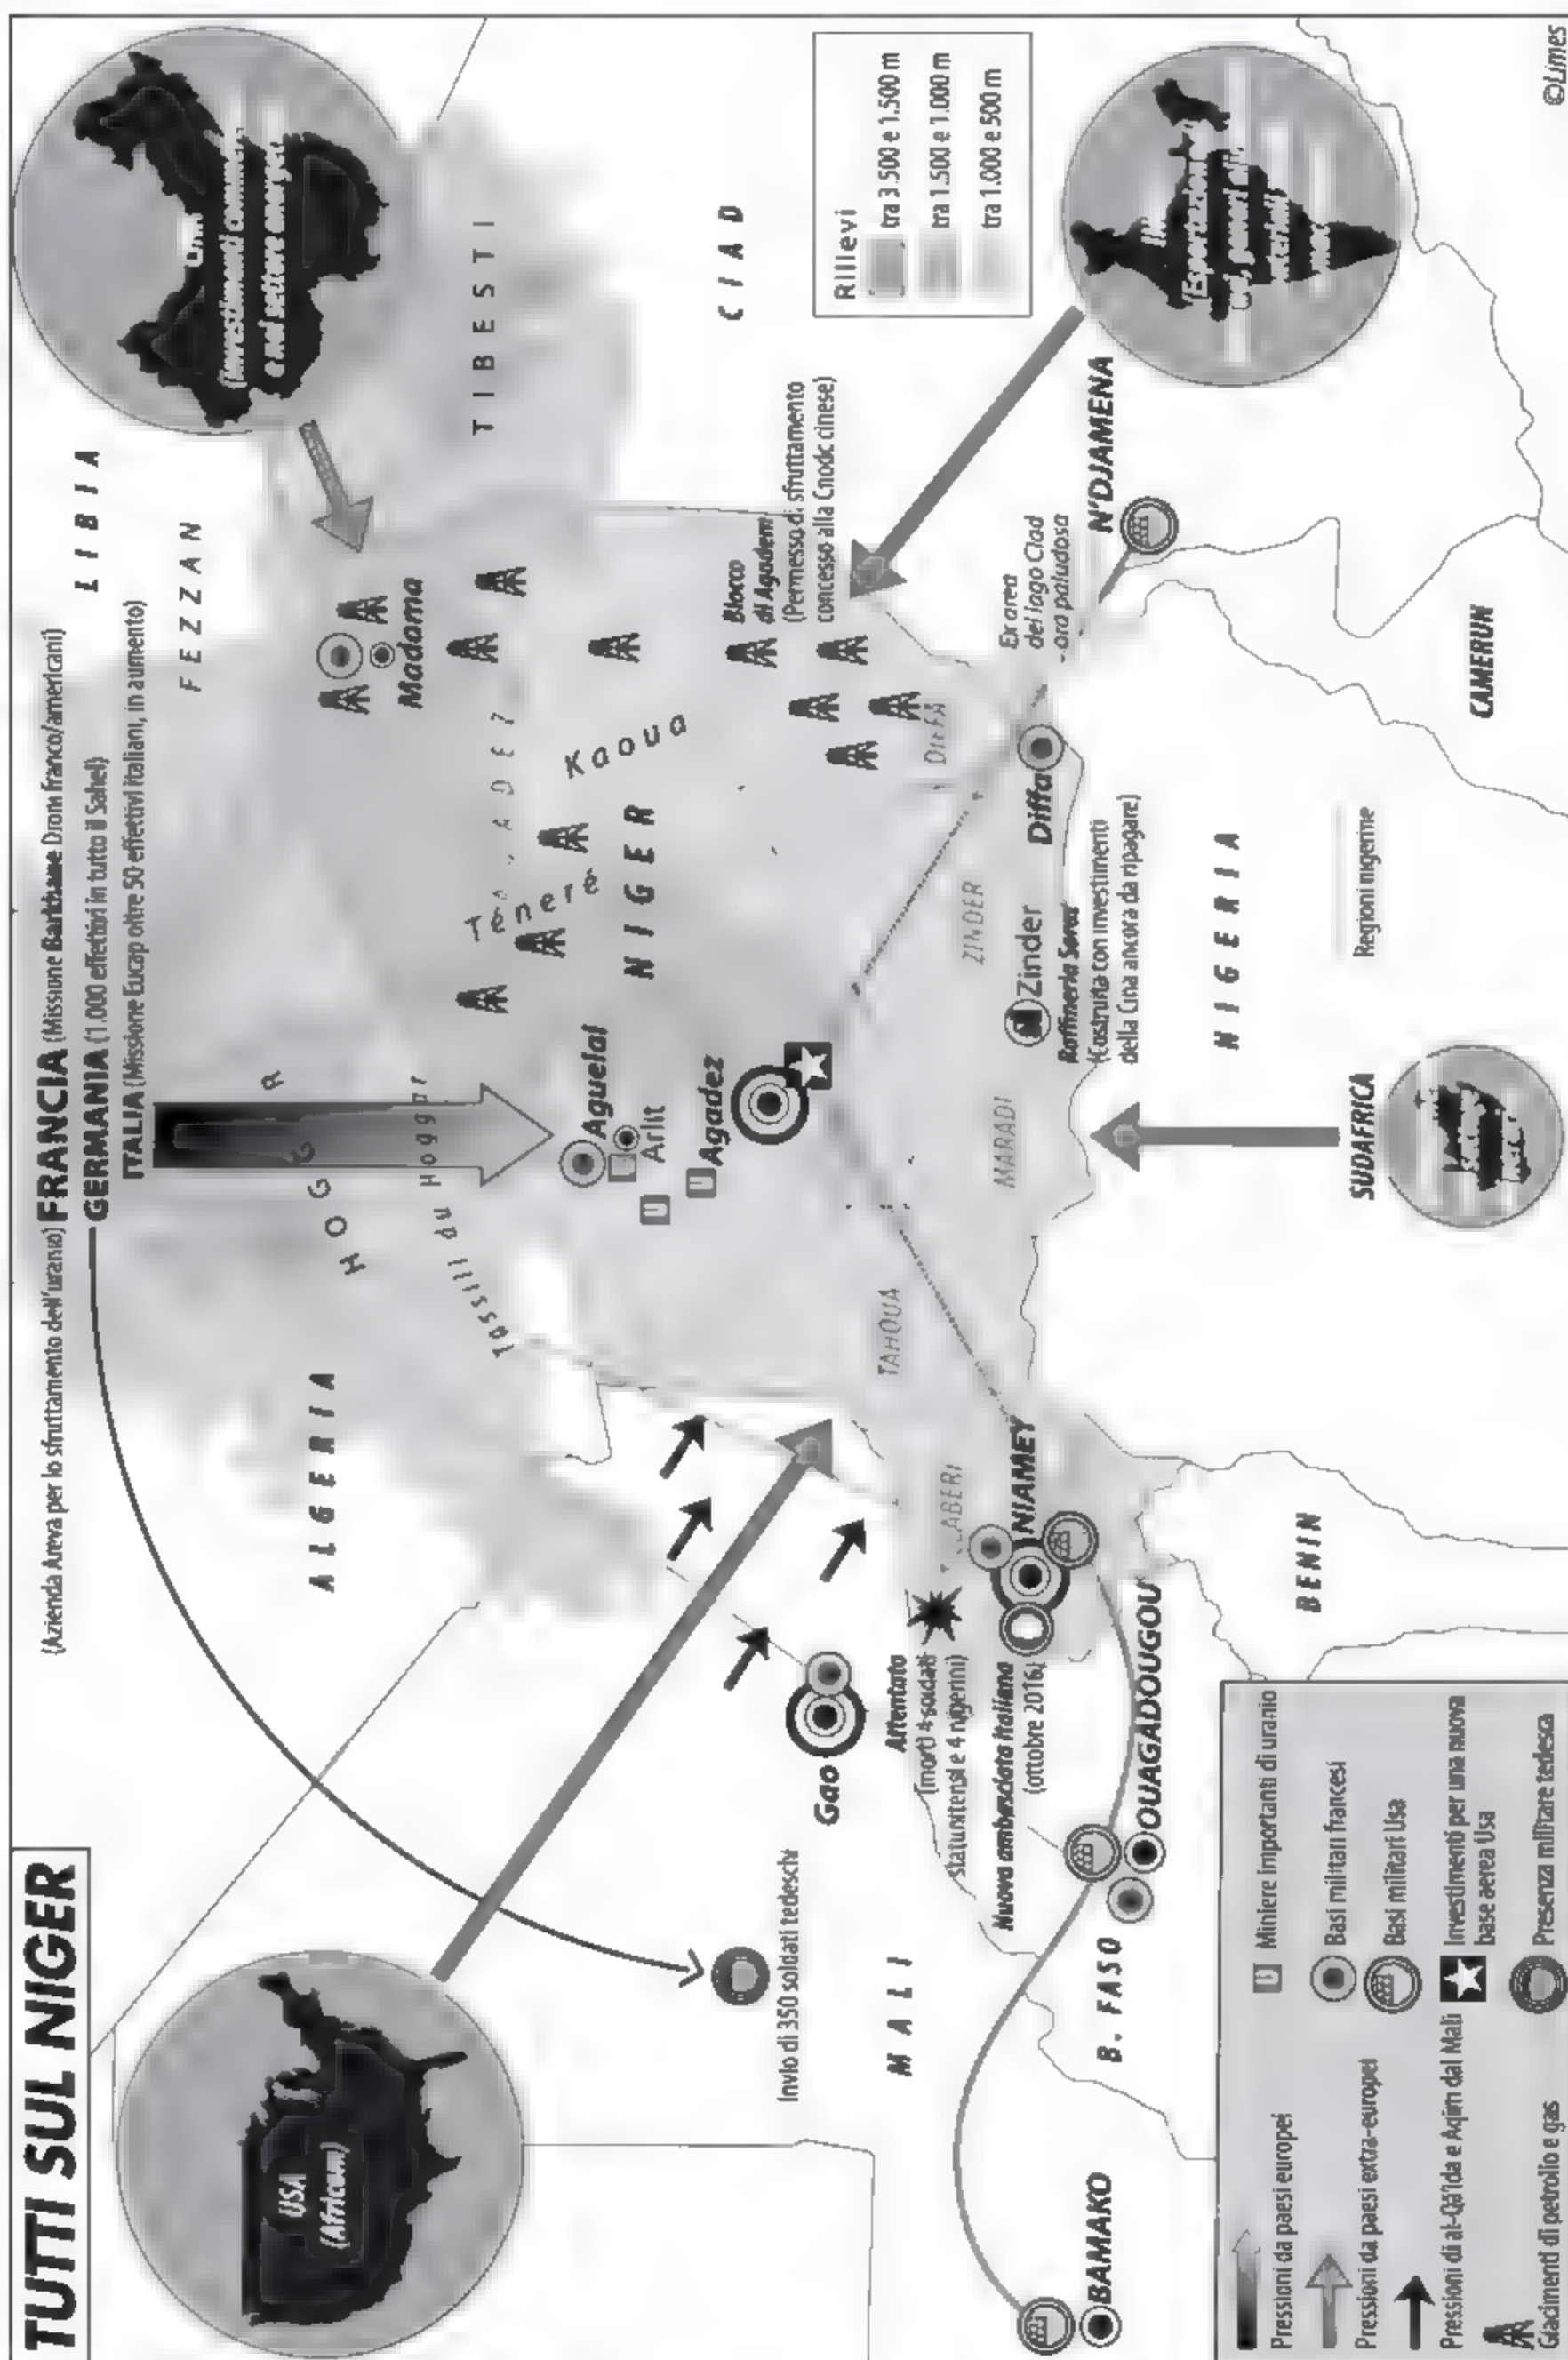 TUTTI SUL NIGER
(Azienda Areva per lo sfruttamento dell'uranio) FRANCIA (Missione Barkhane Droni franco/americani)
GERMANIA (1.000 effettivi in tutto il Sahel)
ITALIA (Missione Eucap oltre 50 effettivi italiani, in aumento)
USA
(Africom)
(Investimenti
e nel settore
LIBIA
FEZZAN
ALGERIA
HOGGAR
Tassili du Hoggar
TIBESTI
CIAD
Madama
Kaoua
Teneré
NIGER
Aguelal
Arlit
U
U
Agadez
Blocco
di Agadem
(Permesso di sfruttamento
concesso alla Cnodc cinese)
Rilievi
tra 3.500 e 1.500 m
tra 1.500 e 1.000 m
tra 1.000 e 500 m
(Esportazione
Invio di 350 soldati tedeschi
Gao
MALI
Attentato
(morti 4 soldati
statunitensi e 4 nigerini)
Nuova ambasciata italiana
(ottobre 2016)
TAHOUA
MARADI
ZINDER
DIFFA
NIAMEY
Zinder
Raffineria Soraz
(Costruita con investimenti
della Cina ancora da ripagare)
Diffa
Ex area
del lago Ciad
ora paludosa
N'DJAMENA
OUAGADOUGOU
B. FASO
BAMAKO
BENIN
NIGERIA
CAMERUN
SUDAFRICA
Regioni nigerine
Pressioni da paesi europei
Pressioni da paesi extra-europei
Pressioni di al-Qā'ida e Aqim dal Mali
Giacimenti di petrolio e gas
U Miniere importanti di uranio
Basi militari francesi
Basi militari Usa
Investimenti per una nuova
base aerea Usa
Presenza militare tedesca
©Limes